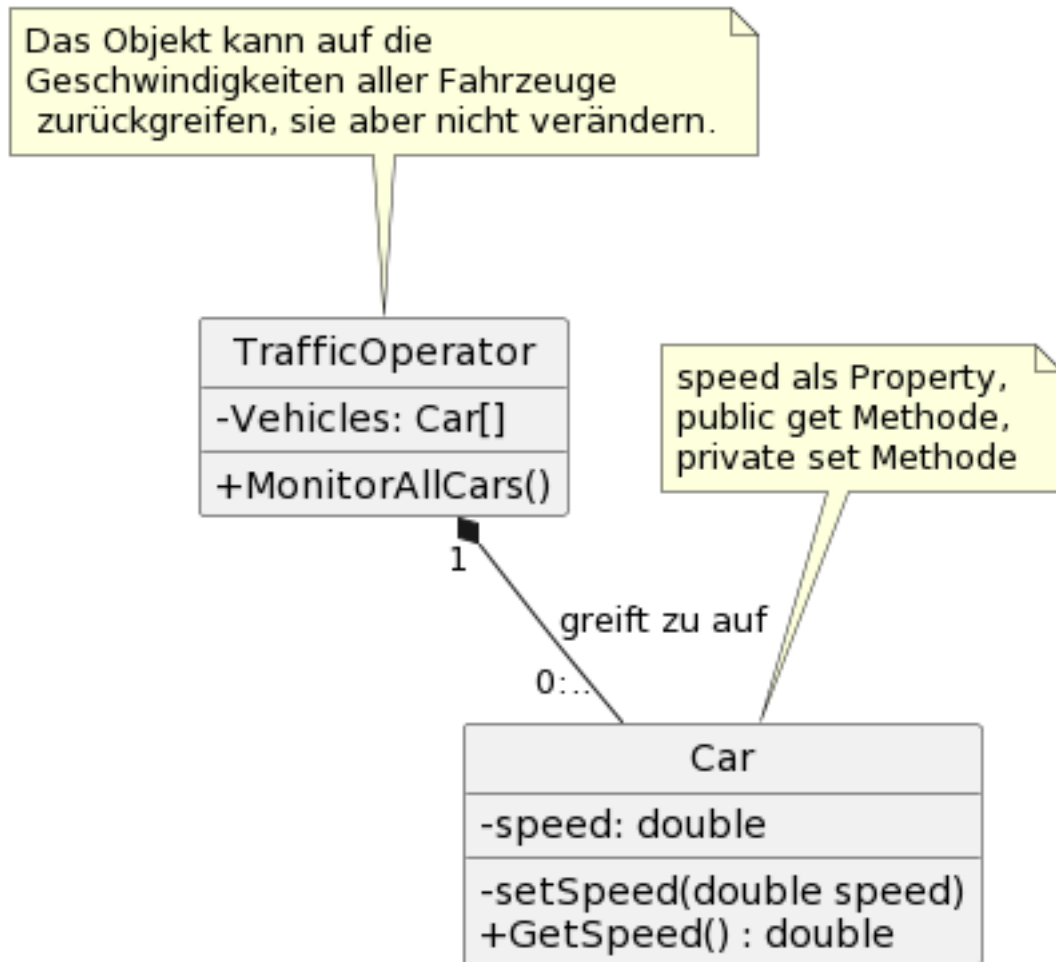 Das Objekt kann auf die
Geschwindigkeiten aller Fahrzeuge
zurückgreifen, sie aber nicht verändern.
TrafficOperator
-Vehicles: Car[]
+MonitorAllCars()
speed als Property,
public get Methode,
private set Methode
1
greift zu auf
0:..
Car
-speed: double
-setSpeed(double speed)
+GetSpeed() : double